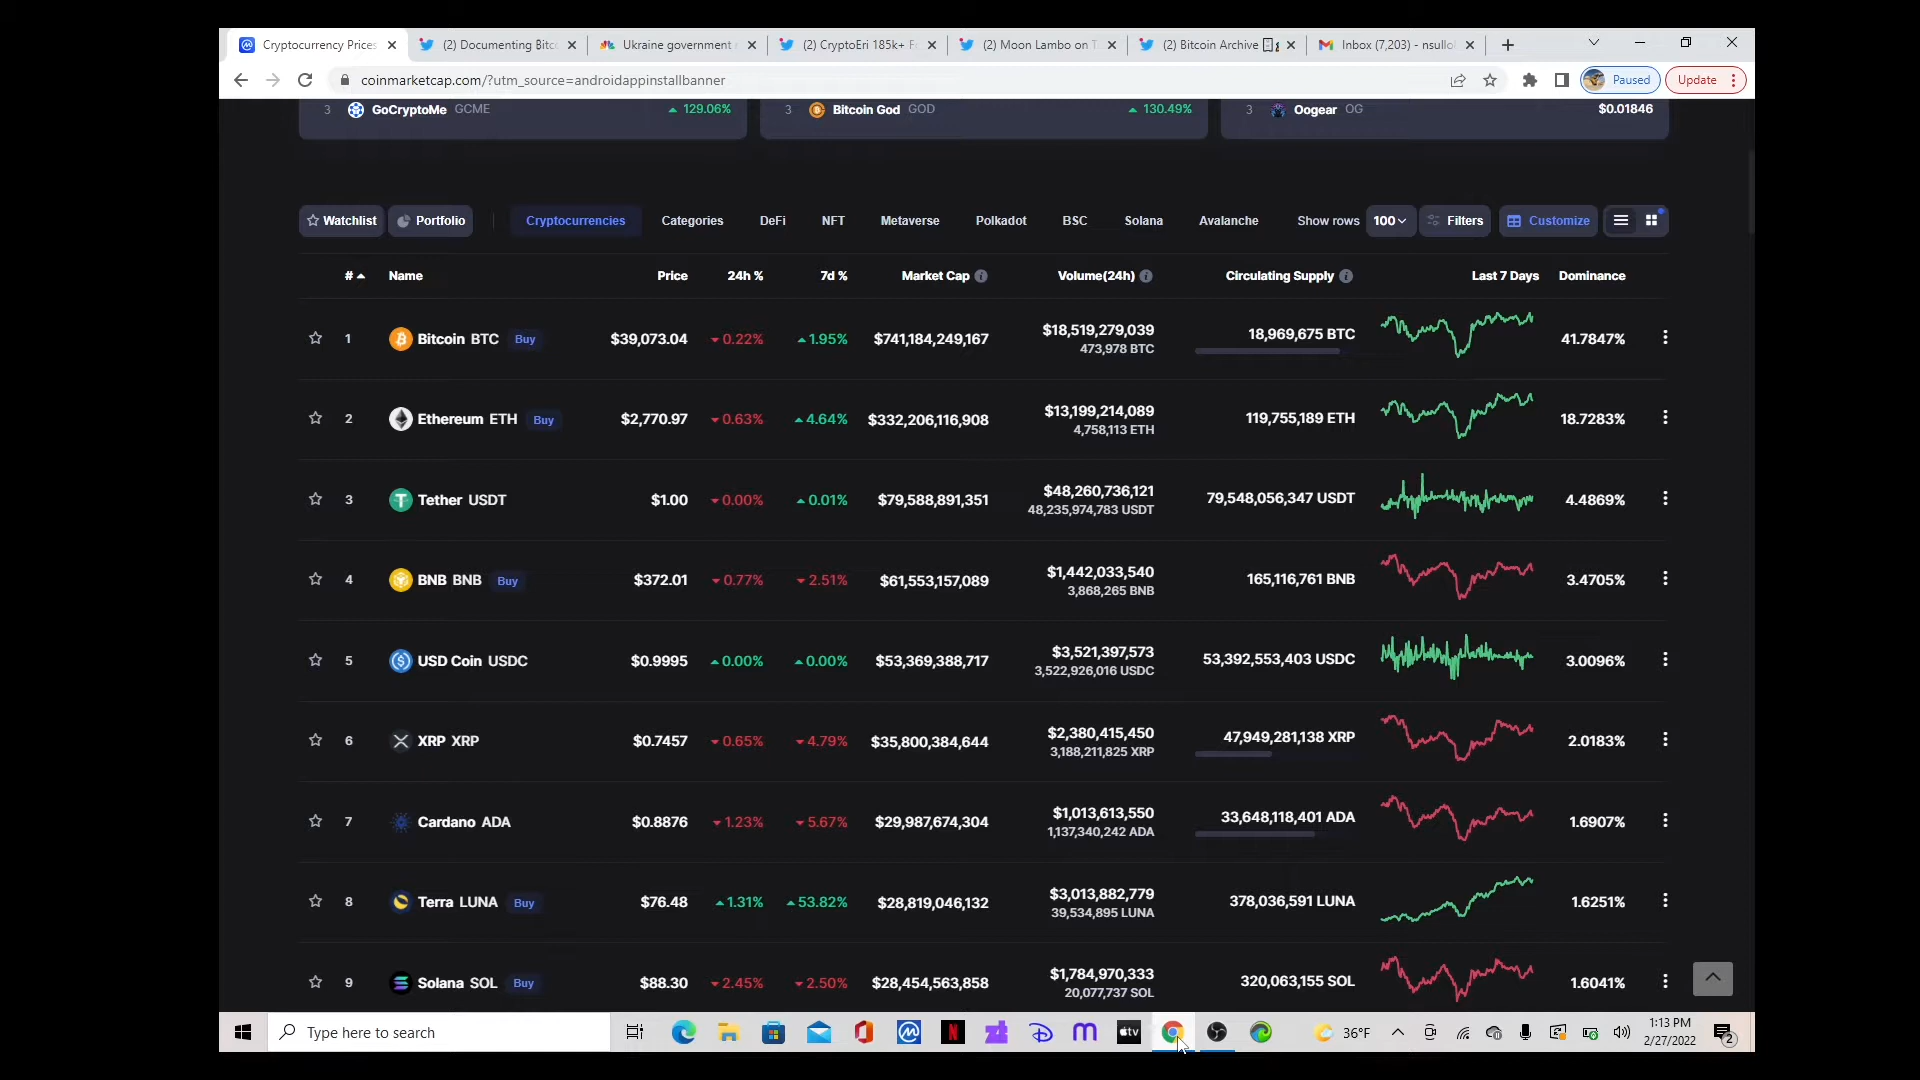 Cryptocurrency Prices
(2) Documenting Bitc
Ukraine government
(2) CryptoEri 185k+ F
(2) Moon Lambo on T
(2) Bitcoin Archive
Inbox (7,203) - nsullo
coinmarketcap.com/?utm_source=androidappinstallbanner
Paused
Update
3 GoCryptoMe GCME 129.06%
3 Bitcoin God GOD 130.49%
3 Oogear OG $0.01846
Watchlist Portfolio Cryptocurrencies Categories DeFi NFT Metaverse Polkadot BSC Solana Avalanche Show rows 100 Filters Customize
# Name Price 24h % 7d % Market Cap Volume(24h) Circulating Supply Last 7 Days Dominance
1 Bitcoin BTC Buy $39,073.04 0.22% 1.95% $741,184,249,167 $18,519,279,039 18,969,675 BTC 41.7847%
473,978 BTC
2 Ethereum ETH Buy $2,770.97 0.63% 4.64% $332,206,116,908 $13,199,214,089 119,755,189 ETH 18.7283%
4,758,113 ETH
3 Tether USDT $1.00 0.00% 0.01% $79,588,891,351 $48,260,736,121 79,548,056,347 USDT 4.4869%
48,235,974,783 USDT
4 BNB BNB Buy $372.01 0.77% 2.51% $61,553,157,089 $1,442,033,540 165,116,761 BNB 3.4705%
3,868,265 BNB
5 USD Coin USDC $0.9995 0.00% 0.00% $53,369,388,717 $3,521,397,573 53,392,553,403 USDC 3.0096%
3,522,926,016 USDC
6 XRP XRP $0.7457 0.65% 4.79% $35,800,384,644 $2,380,415,450 47,949,281,138 XRP 2.0183%
3,188,211,825 XRP
7 Cardano ADA $0.8876 1.23% 5.67% $29,987,674,304 $1,013,613,550 33,648,118,401 ADA 1.6907%
1,137,340,242 ADA
8 Terra LUNA Buy $76.48 1.31% 53.82% $28,819,046,132 $3,013,882,779 378,036,591 LUNA 1.6251%
39,534,895 LUNA
9 Solana SOL Buy $88.30 2.45% 2.50% $28,454,563,858 $1,784,970,333 320,063,155 SOL 1.6041%
20,077,737 SOL
Type here to search
36°F
1:13 PM
2/27/2022
2